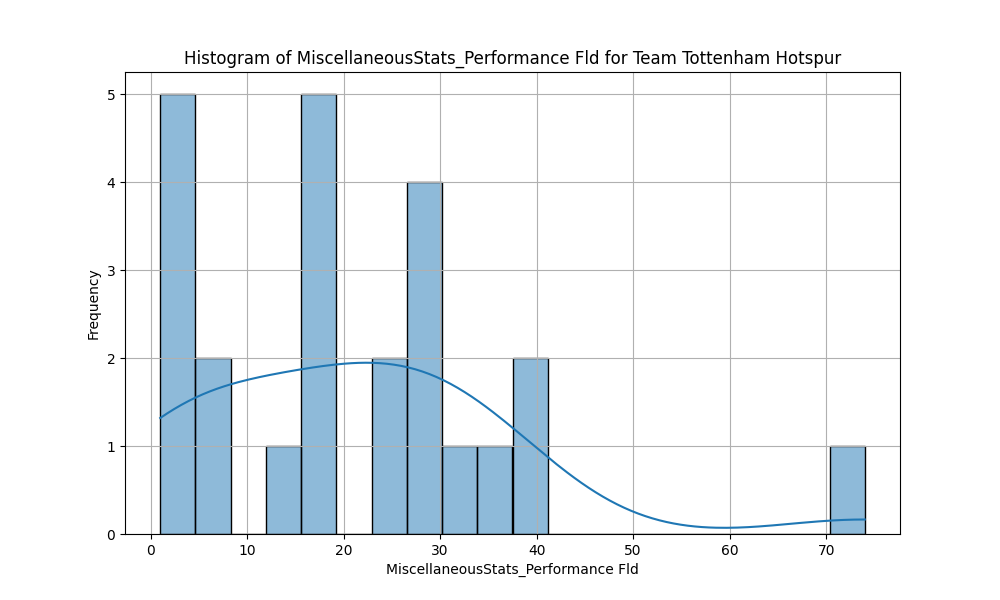 Histogram of MiscellaneousStats_Performance Fld for Team Tottenham Hotspur
5
4
3
2
1
0
Frequency
0 10 20 30 40 50 60 70
MiscellaneousStats_Performance Fld